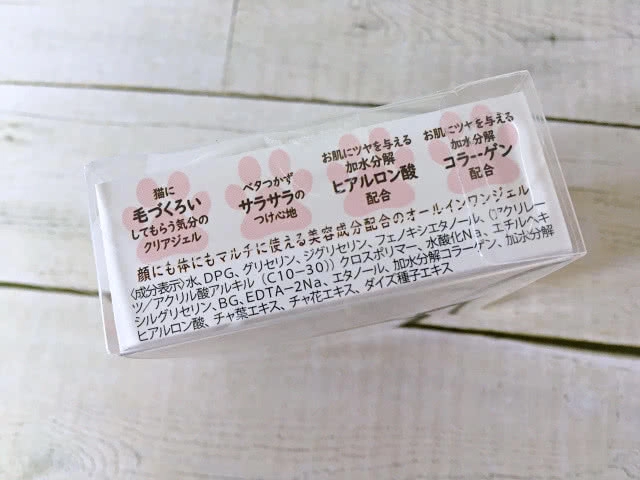 猫に
毛づくろい
してもらう気分の
クリアジェル
ベタつかず
サラサラの
つけ心地
お肌にツヤを与える
加水分解
ヒアルロン酸
配合
お肌にツヤを与える
加水分解
コラーゲン
配合
顔にも体にもマルチに使える美容成分配合のオールインワンジェル
〈成分表示〉水、DPG、グリセリン、ジグリセリン、フェノキシエタノール、(アクリレー
ツ/アクリル酸アルキル(C10-30))クロスポリマー、水酸化Na、エチルヘキ
シルグリセリン、BG、EDTA-2Na、エタノール、加水分解コラーゲン、加水分解
ヒアルロン酸、チャ葉エキス、チャ花エキス、ダイズ種子エキス